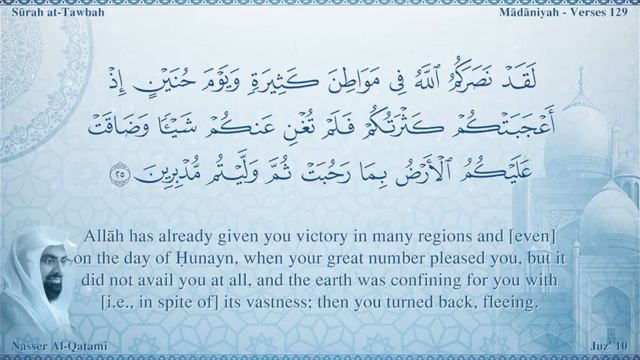 Sūrah at-Tawbah
Mādāniyah - Verses 129
لَقَدْ نَصَرَكُمُ ٱللَّهُ فِى مَوَاطِنَ كَثِيرَةٍ وَيَوْمَ حُنَيْنٍ إِذْ
أَعْجَبَتْكُمْ كَثْرَتُكُمْ فَلَمْ تُغْنِ عَنكُمْ شَيْـًٔا وَضَاقَتْ
عَلَيْكُمُ ٱلْأَرْضُ بِمَا رَحُبَتْ ثُمَّ وَلَّيْتُم مُّدْبِرِينَ ٢٥
Allāh has already given you victory in many regions and [even]
on the day of Ḥunayn, when your great number pleased you, but it
did not avail you at all, and the earth was confining for you with
[i.e., in spite of] its vastness; then you turned back, fleeing.
Nasser Al-Qatami
Juz' 10